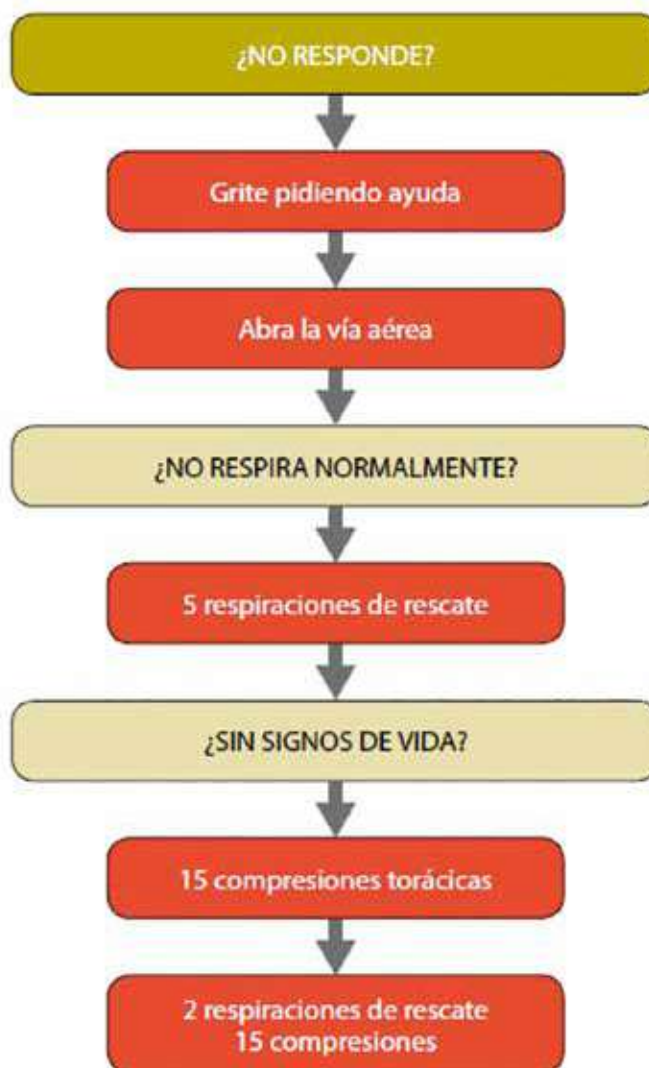 ¿NO RESPONDE?
Grite pidiendo ayuda
Abra la vía aérea
¿NO RESPIRA NORMALMENTE?
5 respiraciones de rescate
¿SIN SIGNOS DE VIDA?
15 compresiones torácicas
2 respiraciones de rescate
15 compresiones